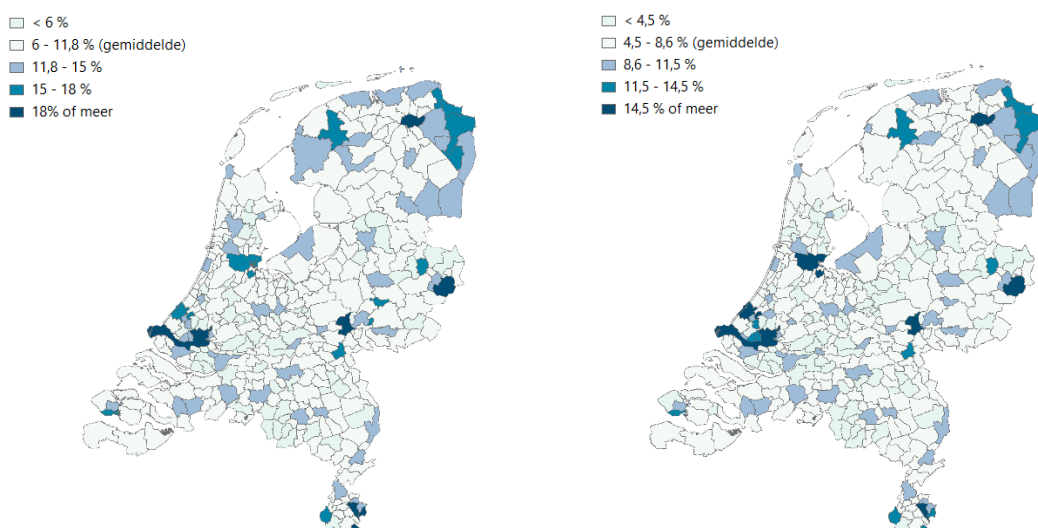 < 6 %
6 - 11,8 % (gemiddelde)
11,8 - 15 %
15 - 18 %
18% of meer
< 4,5 %
4,5 - 8,6 % (gemiddelde)
8,6 - 11,5 %
11,5 - 14,5 %
14,5 % of meer